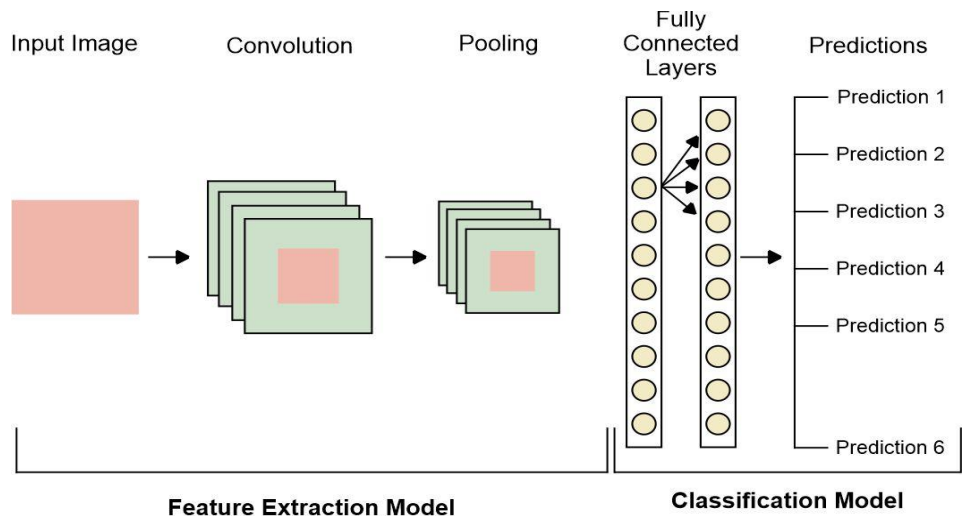 Input Image
Convolution
Pooling
Fully
Connected
Layers
Predictions
Prediction 1
Prediction 2
Prediction 3
Prediction 4
Prediction 5
Prediction 6
Feature Extraction Model
Classification Model